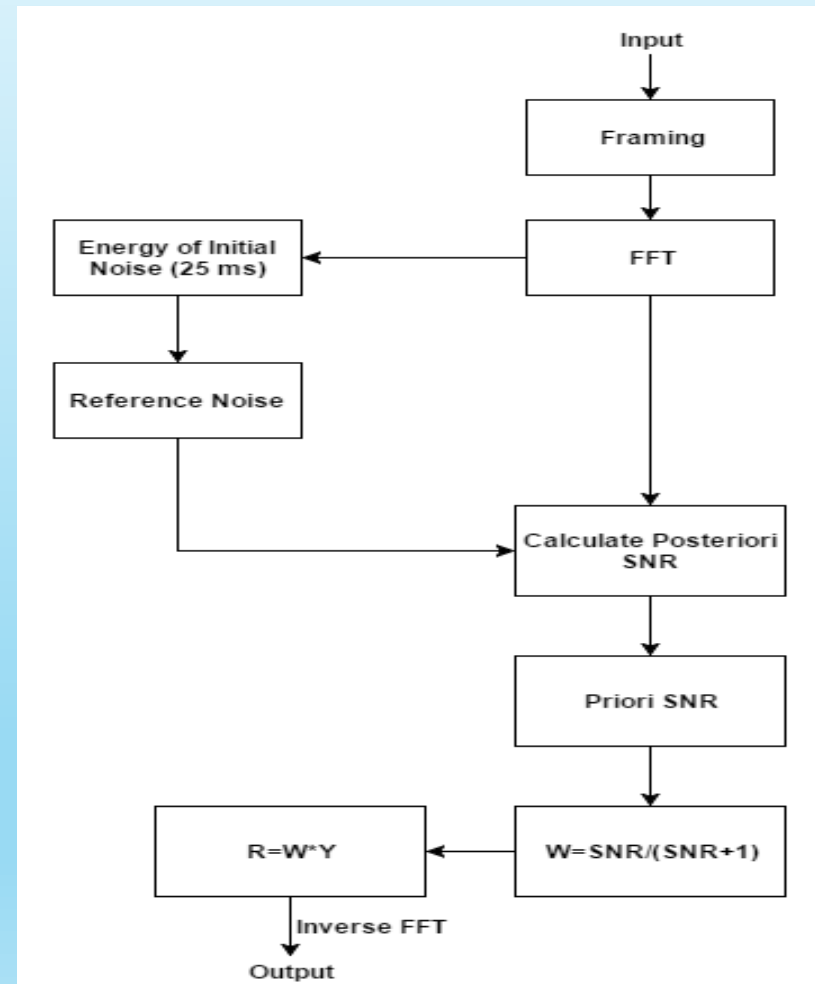 Input
Framing
FFT
Energy of Initial
Noise (25 ms)
Reference Noise
Calculate Posteriori
SNR
Priori SNR
W=SNR/(SNR+1)
R=W*Y
Inverse FFT
Output